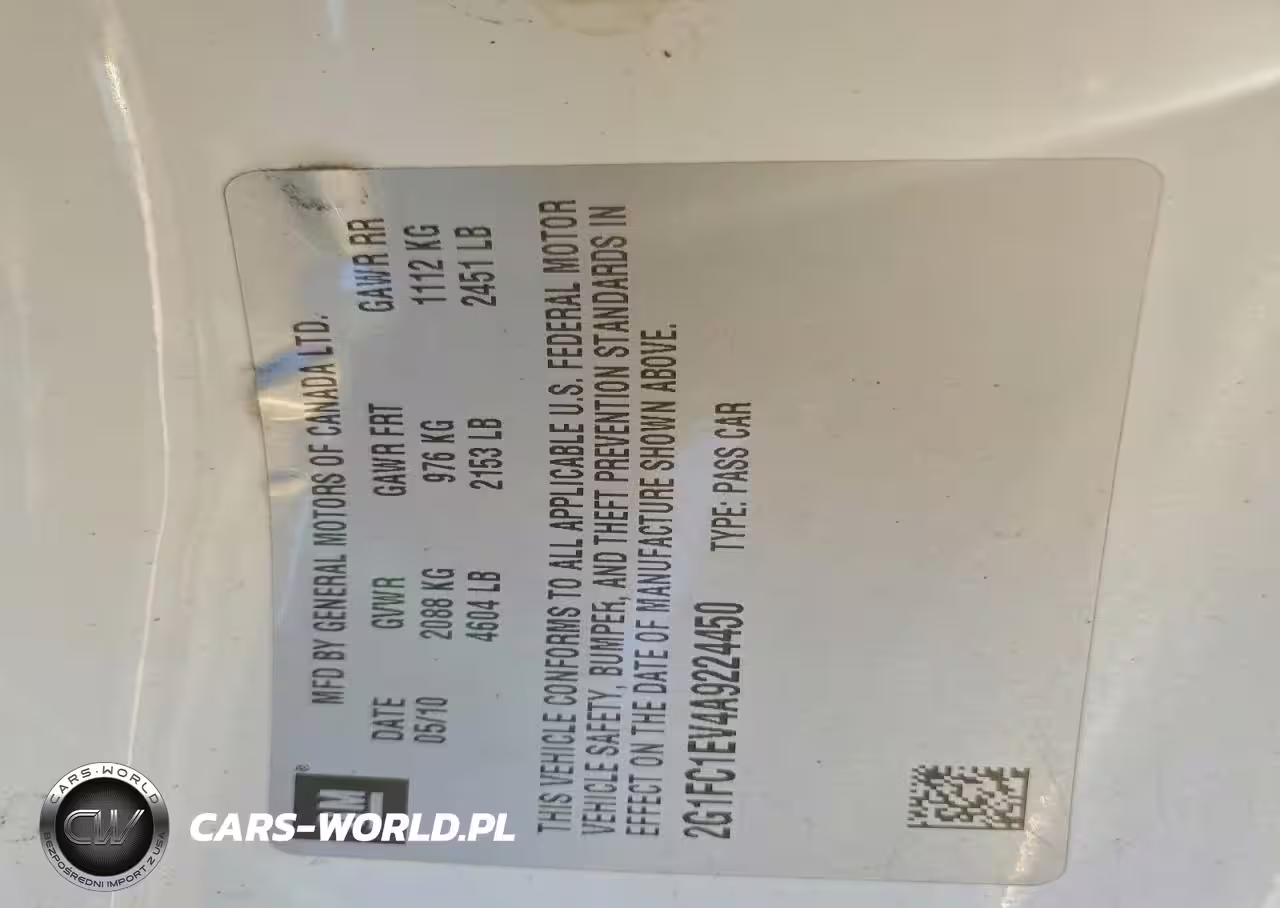 MFD BY GENERAL MOTORS OF CANADA LTD.
DATE GVWR GAWR FRT GAWR RR
05/10 2088 KG 976 KG 1112 KG
4604 LB 2153 LB 2451 LB
THIS VEHICLE CONFORMS TO ALL APPLICABLE U.S. FEDERAL MOTOR
VEHICLE SAFETY, BUMPER, AND THEFT PREVENTION STANDARDS IN
EFFECT ON THE DATE OF MANUFACTURE SHOWN ABOVE.
2G1FC1EV4A9224450 TYPE: PASS CAR
GM ®
CARS-WORLD
CW
BEZPOŚREDNI IMPORT Z USA
CARS-WORLD.PL